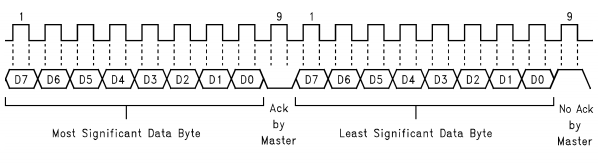 1 9 1 9
D7 D6 D5 D4 D3 D2 D1 D0 D7 D6 D5 D4 D3 D2 D1 D0
Most Significant Data Byte
Ack
by
Master
Least Significant Data Byte
No Ack
by
Master